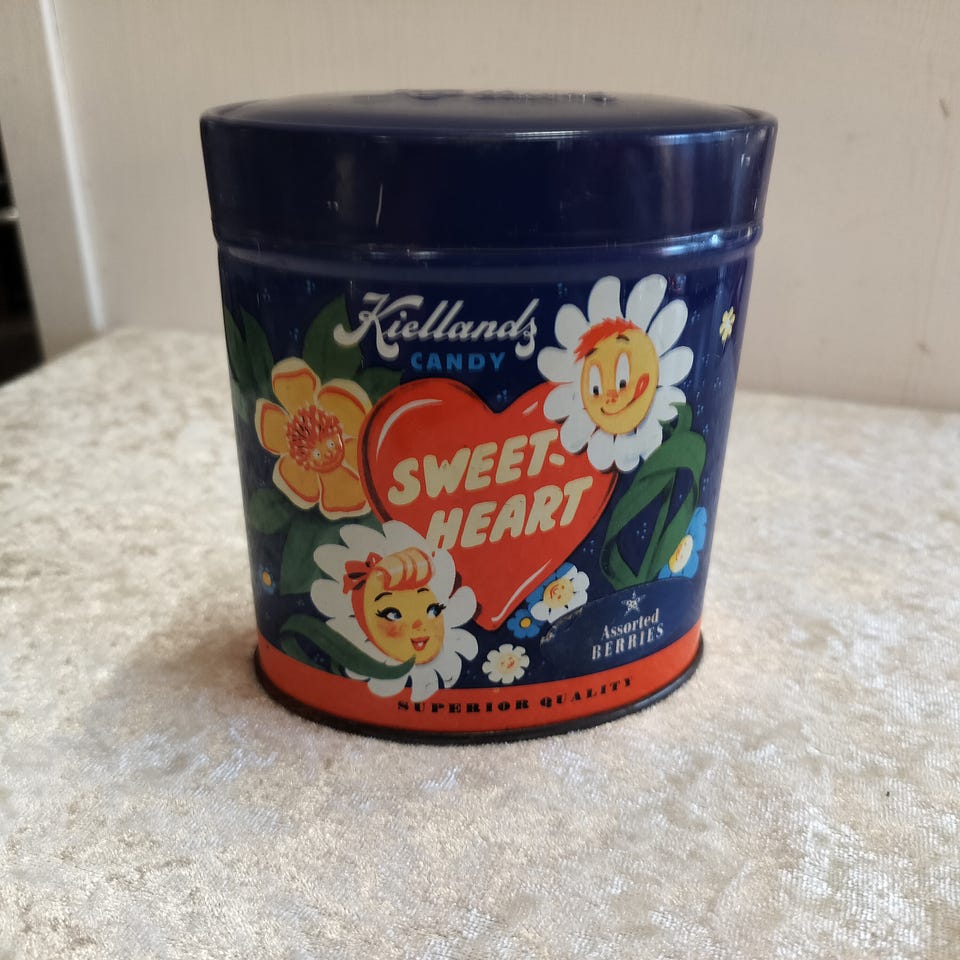 Kiellands
CANDY
SWEET-
HEART
Assorted
BERRIES
SUPERIOR QUALITY